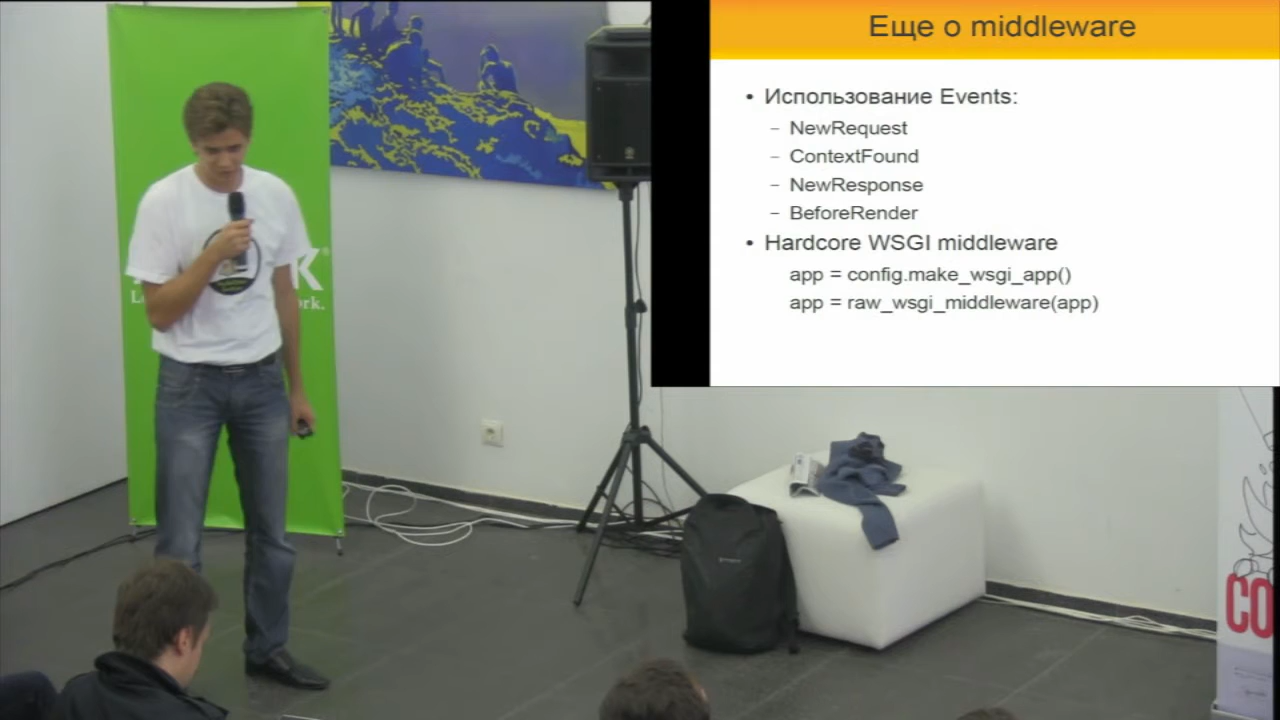 Еще о middleware
• Использование Events:
– NewRequest
– ContextFound
– NewResponse
– BeforeRender
• Hardcore WSGI middleware
app = config.make_wsgi_app()
app = raw_wsgi_middleware(app)